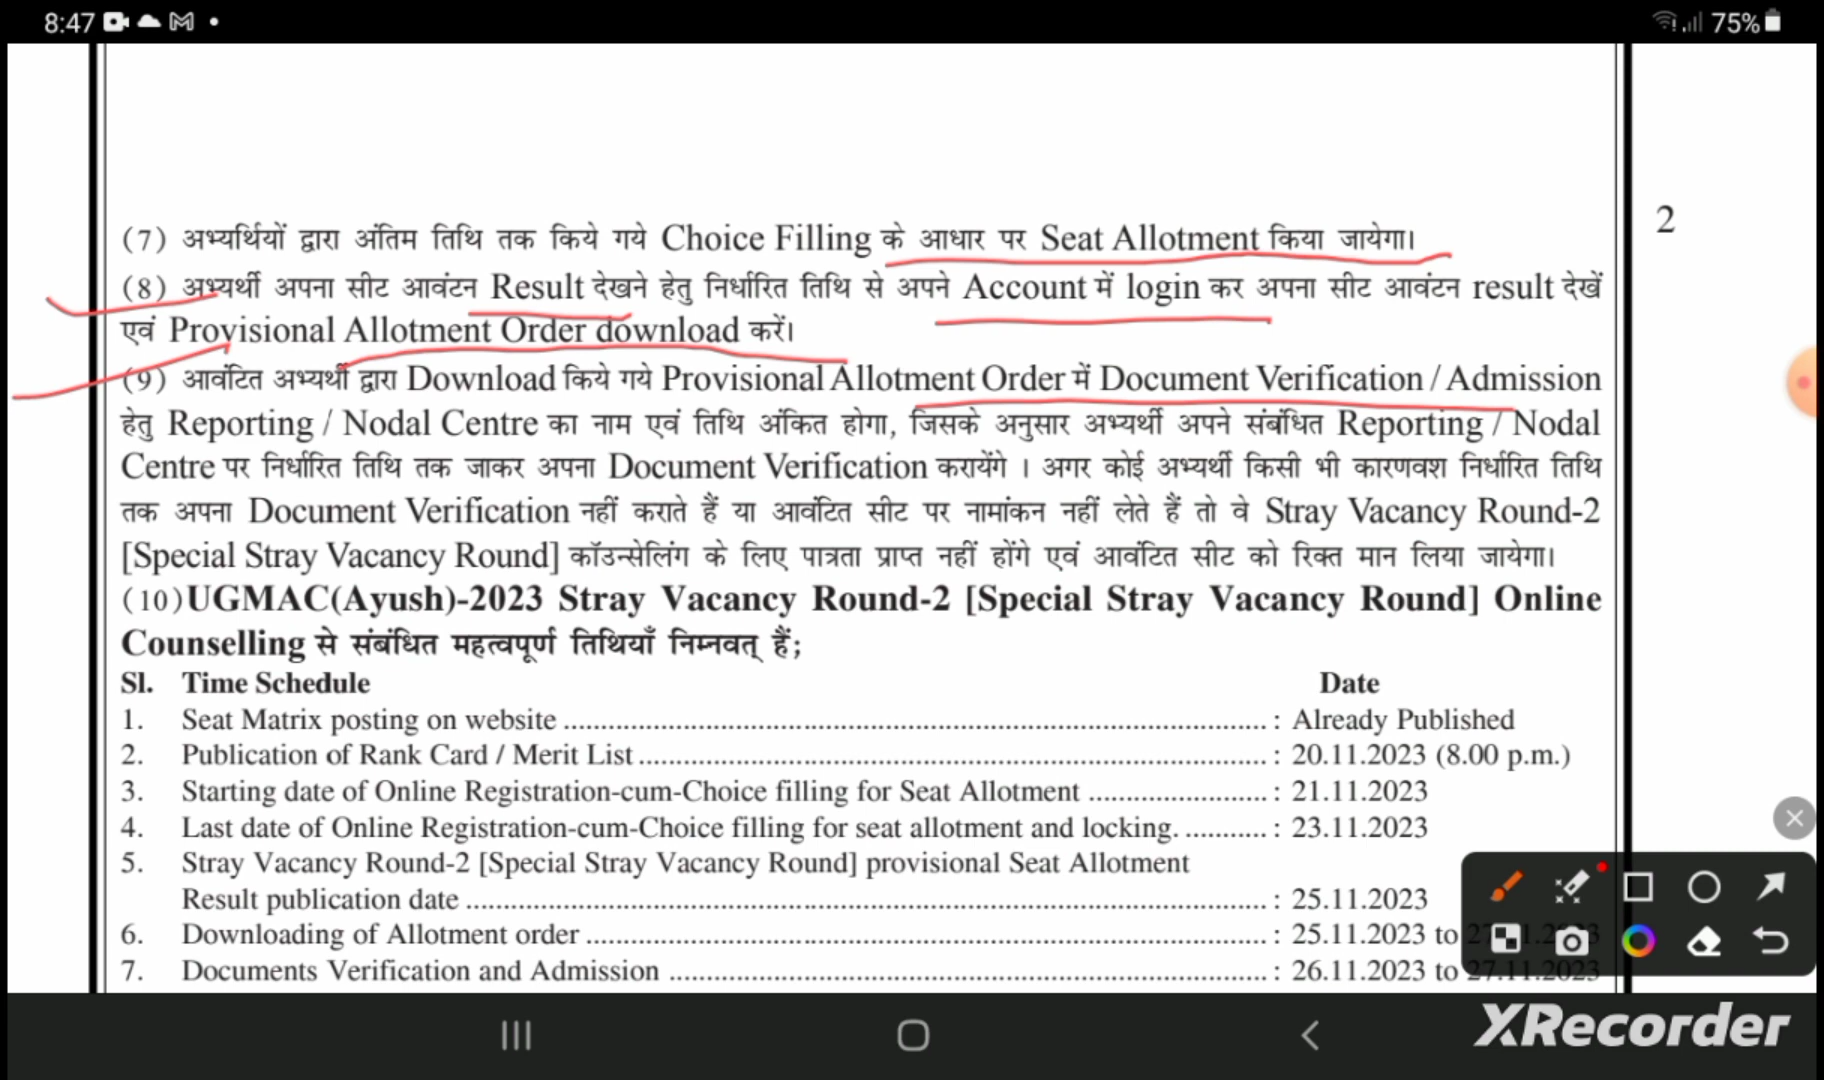 8:47
75%
2
(7) अभ्यर्थियों द्वारा अंतिम तिथि तक किये गये Choice Filling के आधार पर Seat Allotment किया जायेगा।
(8) अभ्यर्थी अपना सीट आवंटन Result देखने हेतु निर्धारित तिथि से अपने Account में login कर अपना सीट आवंटन result देखें
एवं Provisional Allotment Order download करें।
(9) आवंटित अभ्यर्थी द्वारा Download किये गये Provisional Allotment Order में Document Verification / Admission
हेतु Reporting / Nodal Centre का नाम एवं तिथि अंकित होगा, जिसके अनुसार अभ्यर्थी अपने संबंधित Reporting / Nodal
Centre पर निर्धारित तिथि तक जाकर अपना Document Verification करायेंगे । अगर कोई अभ्यर्थी किसी भी कारणवश निर्धारित तिथि
तक अपना Document Verification नहीं कराते हैं या आवंटित सीट पर नामांकन नहीं लेते हैं तो वे Stray Vacancy Round-2
[Special Stray Vacancy Round] कॉउन्सेलिंग के लिए पात्रता प्राप्त नहीं होंगे एवं आवंटित सीट को रिक्त मान लिया जायेगा।
(10) UGMAC(Ayush)-2023 Stray Vacancy Round-2 [Special Stray Vacancy Round] Online
Counselling से संबंधित महत्वपूर्ण तिथियाँ निम्नवत् हैं;
Sl. Time Schedule Date
1. Seat Matrix posting on website : Already Published
2. Publication of Rank Card / Merit List : 20.11.2023 (8.00 p.m.)
3. Starting date of Online Registration-cum-Choice filling for Seat Allotment : 21.11.2023
4. Last date of Online Registration-cum-Choice filling for seat allotment and locking. : 23.11.2023
5. Stray Vacancy Round-2 [Special Stray Vacancy Round] provisional Seat Allotment
Result publication date : 25.11.2023
6. Downloading of Allotment order : 25.11.2023 to
7. Documents Verification and Admission : 26.11.2023 to 27.11.2023
XRecorder